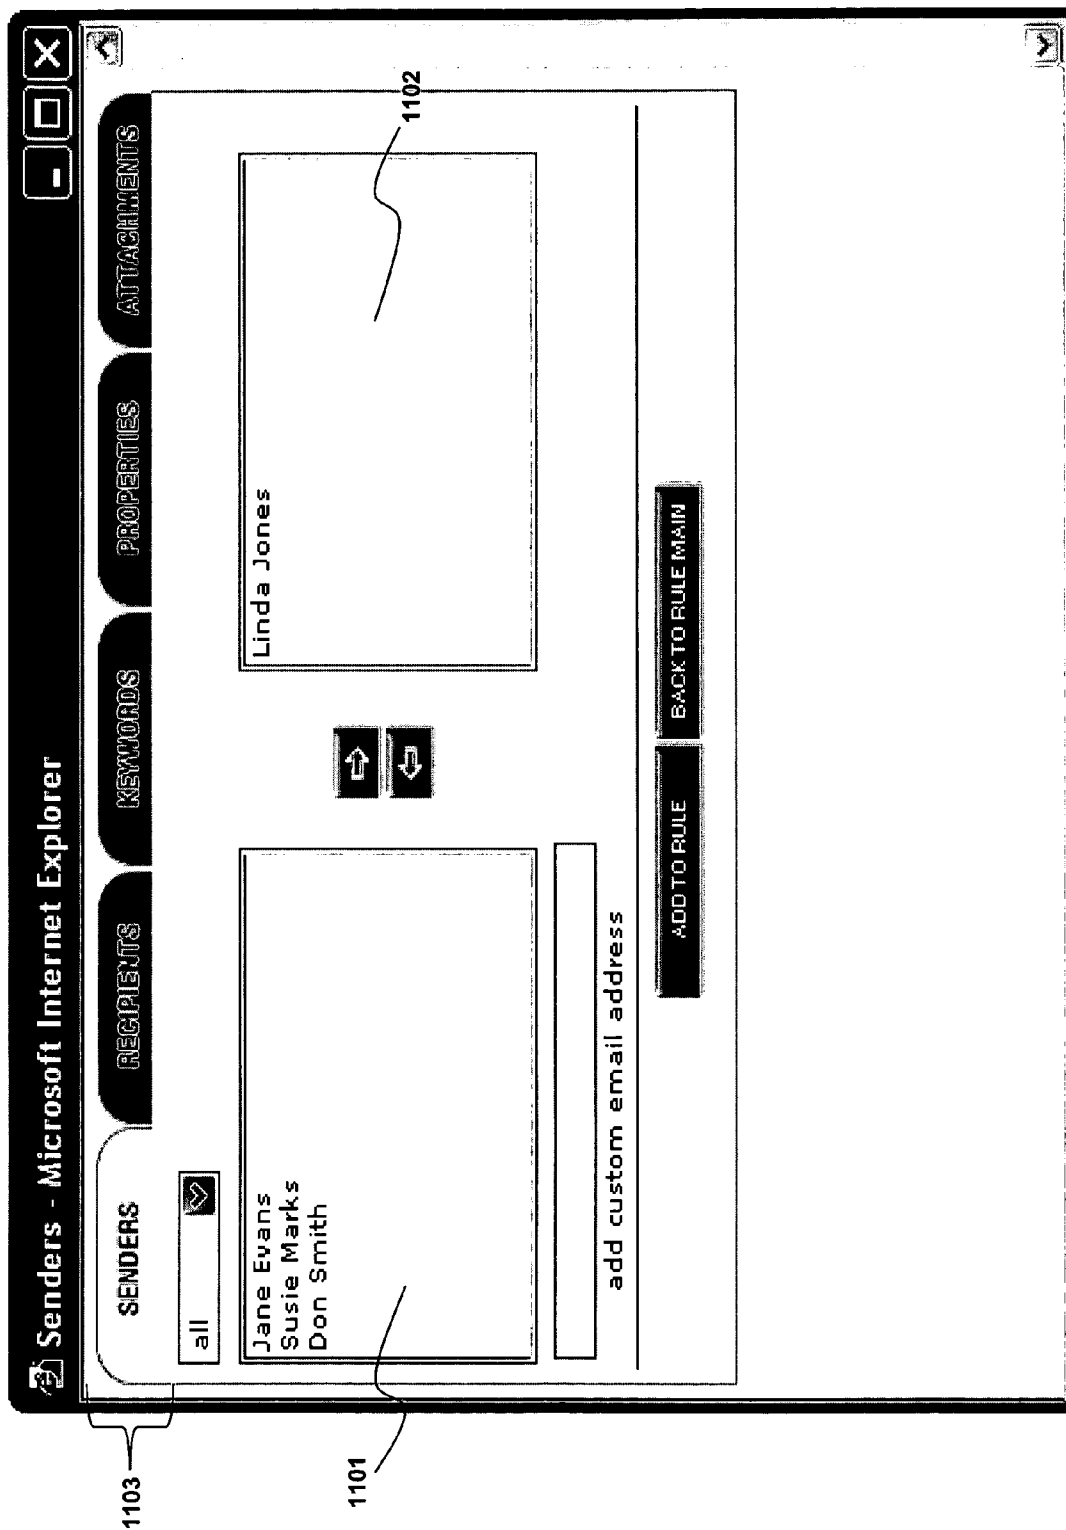 Senders - Microsoft Internet Explorer
SENDERS
RECIPIENTS
KEYWORDS
PROPERTIES
ATTACHMENTS
1103
all
Jane Evans
Susie Marks
Don Smith
1101
Linda Jones
1102
add custom email address
ADD TO RULE
BACK TO RULE MAIN